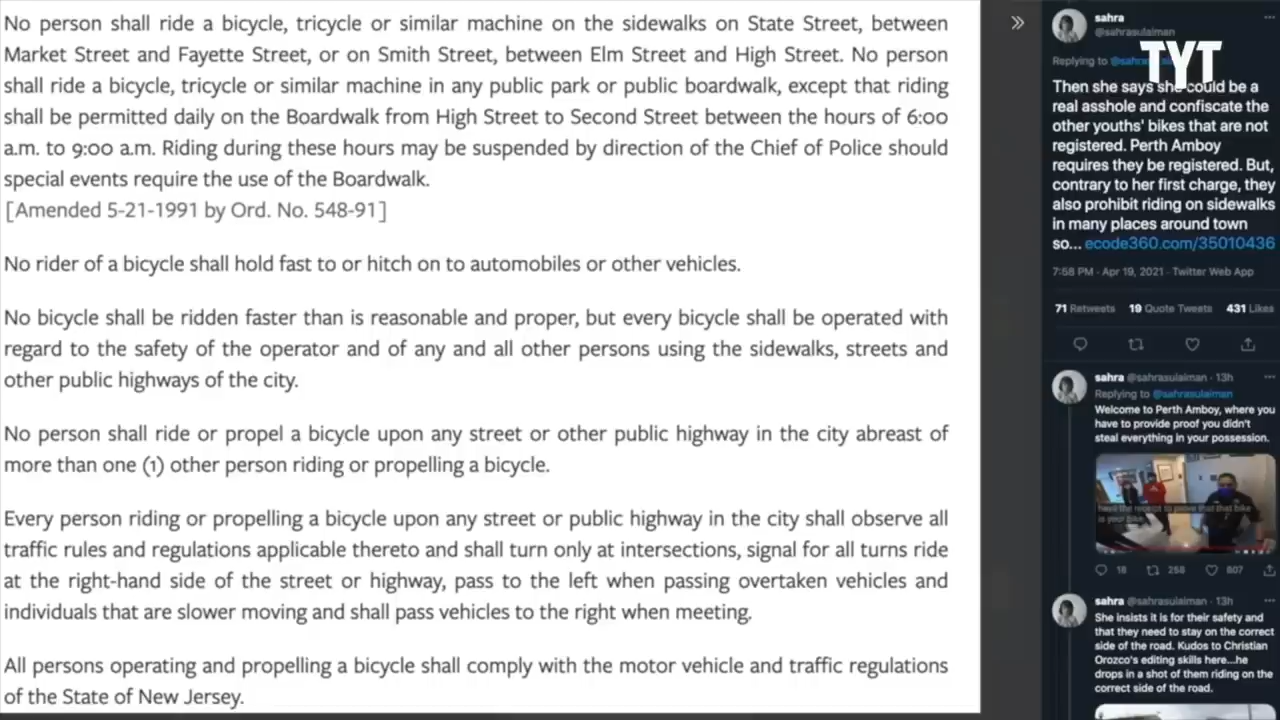 No person shall ride a bicycle, tricycle or similar machine on the sidewalks on State Street, between
Market Street and Fayette Street, or on Smith Street, between Elm Street and High Street. No person
shall ride a bicycle, tricycle or similar machine in any public park or public boardwalk, except that riding
shall be permitted daily on the Boardwalk from High Street to Second Street between the hours of 6:00
a.m. to 9:00 a.m. Riding during these hours may be suspended by direction of the Chief of Police should
special events require the use of the Boardwalk.
[Amended 5-21-1991 by Ord. No. 548-91]
No rider of a bicycle shall hold fast to or hitch on to automobiles or other vehicles.
No bicycle shall be ridden faster than is reasonable and proper, but every bicycle shall be operated with
regard to the safety of the operator and of any and all other persons using the sidewalks, streets and
other public highways of the city.
No person shall ride or propel a bicycle upon any street or other public highway in the city abreast of
more than one (1) other person riding or propelling a bicycle.
Every person riding or propelling a bicycle upon any street or public highway in the city shall observe all
traffic rules and regulations applicable thereto and shall turn only at intersections, signal for all turns ride
at the right-hand side of the street or highway, pass to the left when passing overtaken vehicles and
individuals that are slower moving and shall pass vehicles to the right when meeting.
All persons operating and propelling a bicycle shall comply with the motor vehicle and traffic regulations
of the State of New Jersey.
sahra
@sahrasulaiman
TYT
Replying to
Then she says she could be a
real asshole and confiscate the
other youths' bikes that are not
registered. Perth Amboy
requires they be registered. But,
contrary to her first charge, they
also prohibit riding on sidewalks
in many places around town
so... ecode360.com/35010436
7:58 PM · Apr 19, 2021 · Twitter Web App
71 Retweets 19 Quote Tweets 431 Likes
sahra @sahrasulaiman · 13h
Replying to @sahrasulaiman
Welcome to Perth Amboy, where you
have to provide proof you didn't
steal everything in your possession.
have the receipt to prove that that bike
is your bike
18 258 807
sahra @sahrasulaiman · 13h
She insists it is for their safety and
that they need to stay on the correct
side of the road. Kudos to Christian
Orozco's editing skills here...he
drops in a shot of them riding on the
correct side of the road.